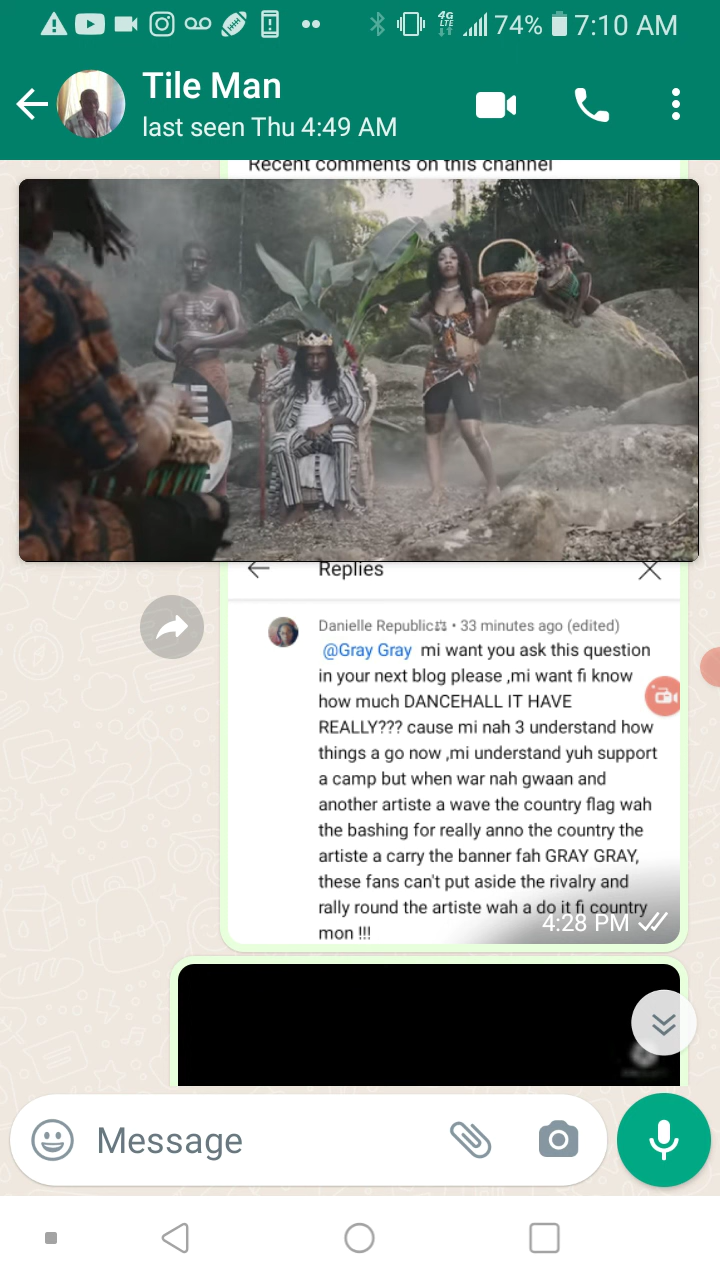 4G
LTE
74%
7:10 AM
Tile Man
last seen Thu 4:49 AM
Recent comments on this channel
Replies
Danielle Republic⚖ • 33 minutes ago (edited)
@Gray Gray mi want you ask this question
in your next blog please ,mi want fi know
how much DANCEHALL IT HAVE
REALLY??? cause mi nah 3 understand how
things a go now ,mi understand yuh support
a camp but when war nah gwaan and
another artiste a wave the country flag wah
the bashing for really anno the country the
artiste a carry the banner fah GRAY GRAY,
these fans can't put aside the rivalry and
rally round the artiste wah a do it fi country
mon !!!
4:28 PM
Message